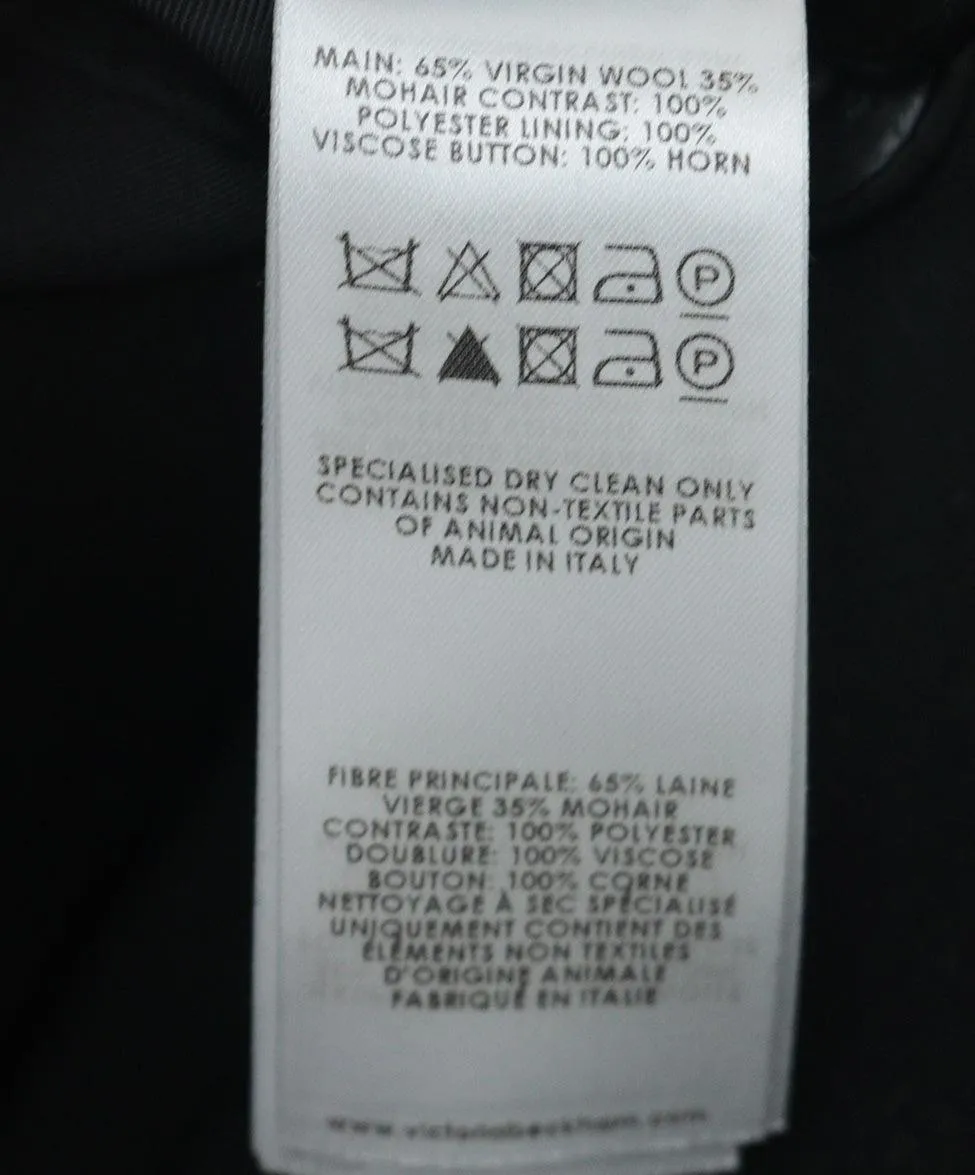 MAIN: 65% VIRGIN WOOL 35%
MOHAIR CONTRAST: 100%
POLYESTER LINING: 100%
VISCOSE BUTTON: 100% HORN
P
P
SPECIALISED DRY CLEAN ONLY
CONTAINS NON-TEXTILE PARTS
OF ANIMAL ORIGIN
MADE IN ITALY
FIBRE PRINCIPALE: 65% LAINE
VIERGE 35% MOHAIR
CONTRASTE: 100% POLYESTER
DOUBLURE: 100% VISCOSE
BOUTON: 100% CORNE
NETTOYAGE À SEC SPÉCIALISÉ
UNIQUEMENT CONTIENT DES
ÉLÉMENTS NON TEXTILES
D'ORIGINE ANIMALE
FABRIQUÉ EN ITALIE
www.victoriabeckham.com